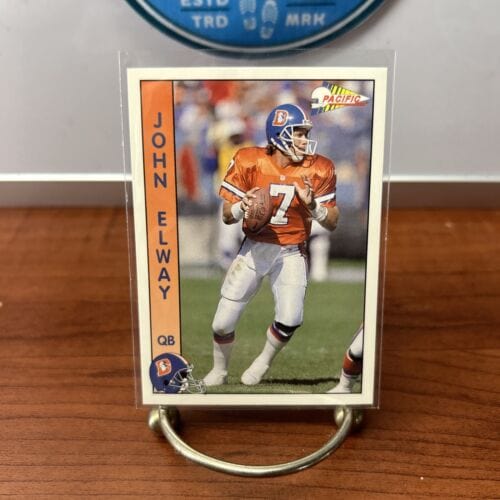 ESTD
TRD MRK
PACIFIC
JOHN ELWAY
QB
D
7
D